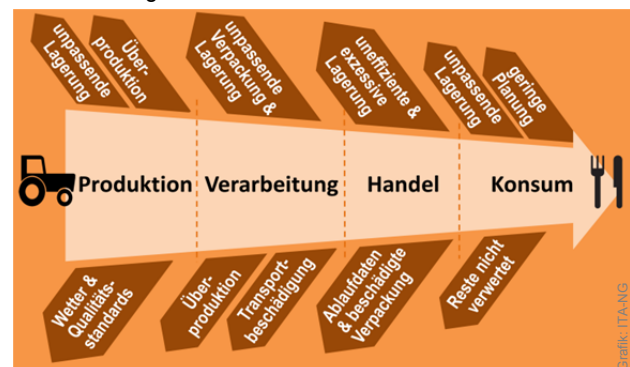 unpassende
Lagerung
Über-
produktion
unpassende
Verpackung &
Lagerung
uneffiziente &
exzessive
Lagerung
unpassende
Lagerung
geringe
Planung
Produktion
Verarbeitung
Handel
Konsum
Wetter &
Qualitäts-
standards
Über-
produktion
Transport-
beschädigung
Ablaufdaten
& beschädigte
Verpackung
Reste nicht
verwertet
Grafik: ITA-NG